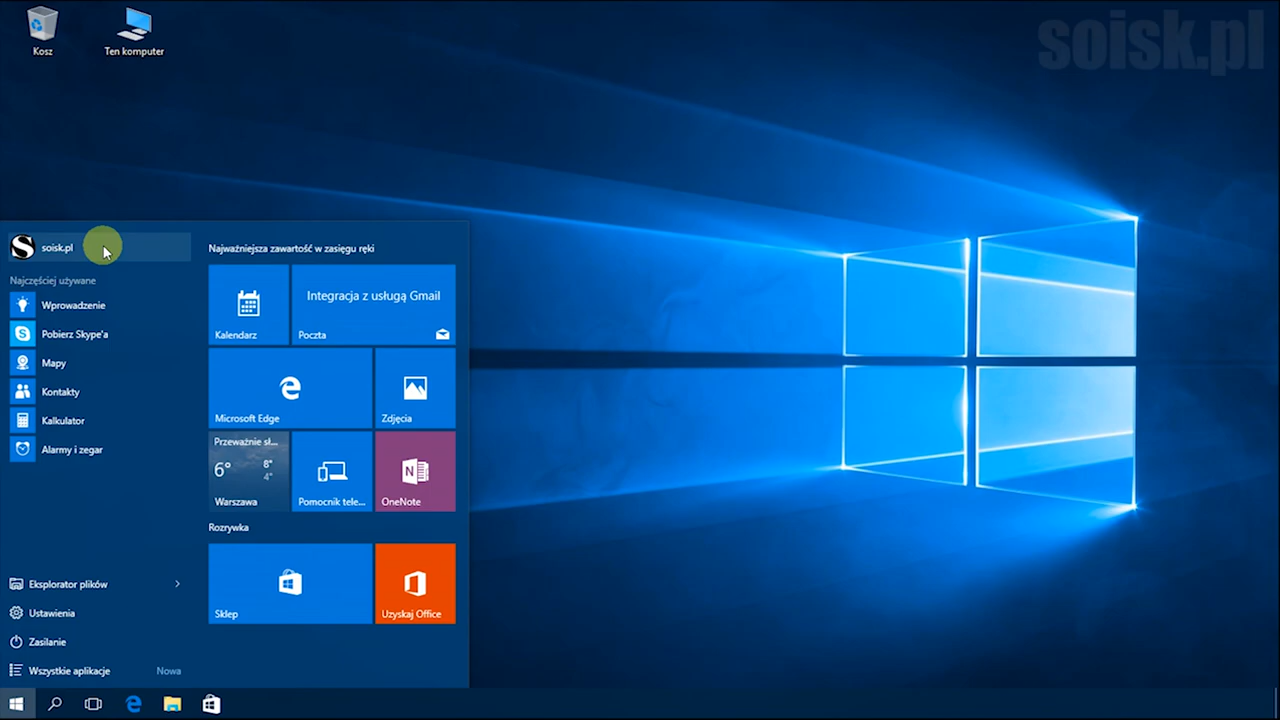 Kosz
Ten komputer
soisk.pl
soisk.pl
Najczęściej używane
Wprowadzenie
Pobierz Skype'a
Mapy
Kontakty
Kalkulator
Alarmy i zegar
Eksplorator plików
Ustawienia
Zasilanie
Wszystkie aplikacje
Nowa
Najważniejsza zawartość w zasięgu ręki
Kalendarz
Integracja z usługą Gmail
Poczta
Microsoft Edge
Zdjęcia
Przeważnie sł...
6°
8°
4°
Warszawa
Pomocnik tele...
N
OneNote
Rozrywka
Sklep
Uzyskaj Office